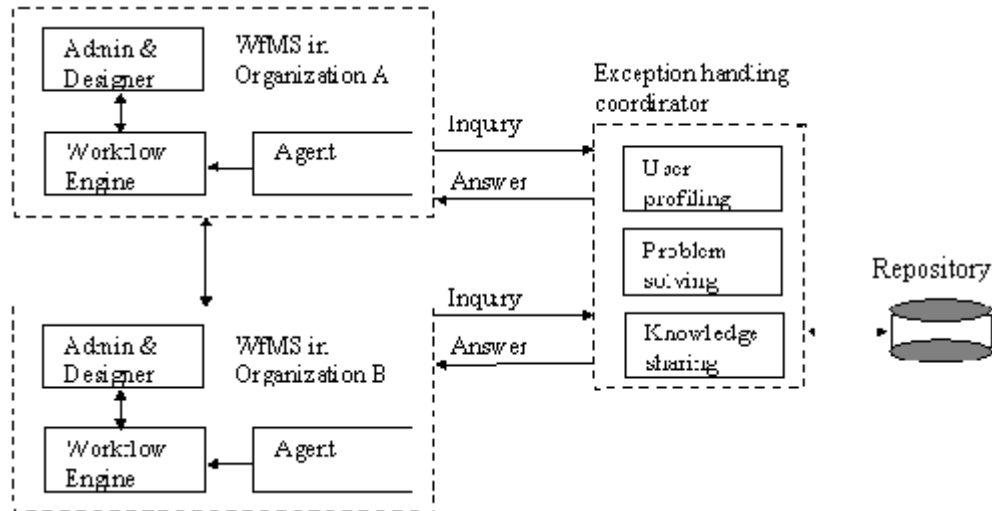 Admin &
Designer
WfMS in
Organization A
Workflow
Engine
Agent
Inqury
Answer
Exception handling
coordinator
User
profiling
Problem
solving
Knowledge
sharing
Repository
Inqury
Answer
Admin &
Designer
WfMS in
Organization B
Workflow
Engine
Agent